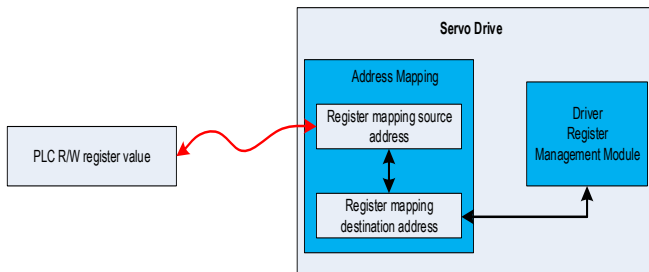 Servo Drive
Address Mapping
Register mapping source
address
Register mapping
destination address
Driver
Register
Management Module
PLC R/W register value